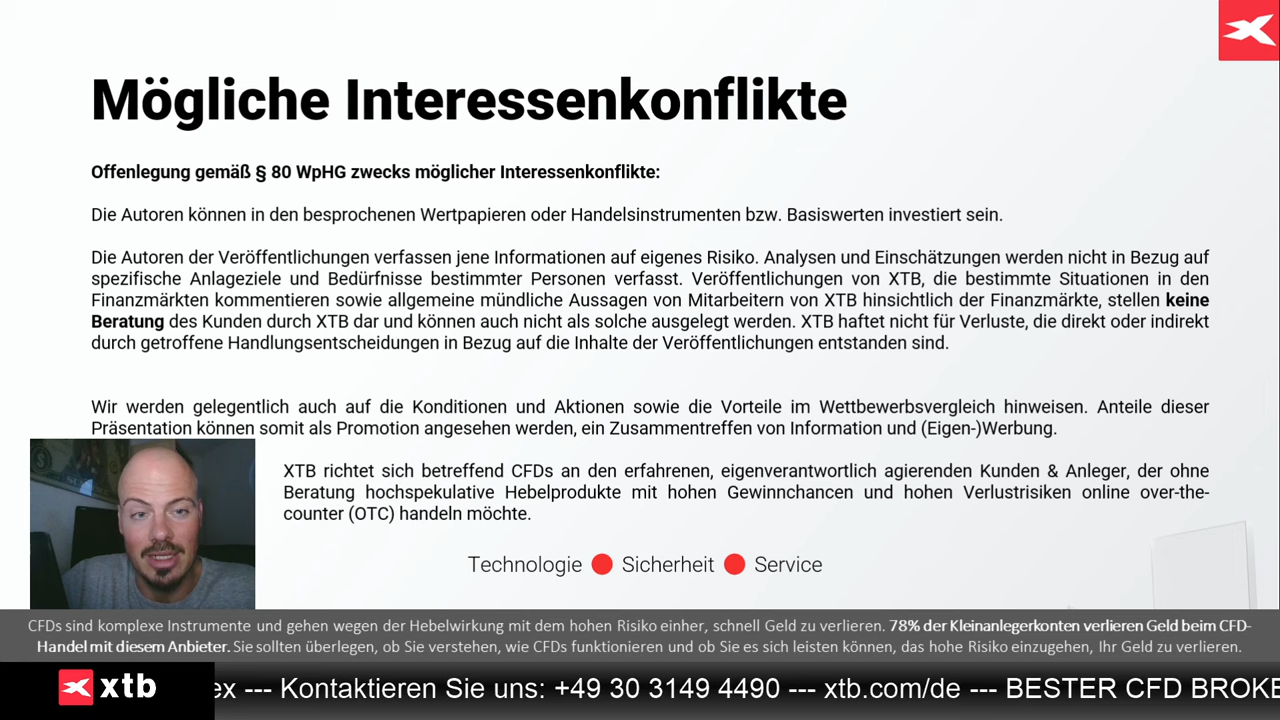 Mögliche Interessenkonflikte
Offenlegung gemäß § 80 WpHG zwecks möglicher Interessenkonflikte:
Die Autoren können in den besprochenen Wertpapieren oder Handelsinstrumenten bzw. Basiswerten investiert sein.
Die Autoren der Veröffentlichungen verfassen jene Informationen auf eigenes Risiko. Analysen und Einschätzungen werden nicht in Bezug auf
spezifische Anlageziele und Bedürfnisse bestimmter Personen verfasst. Veröffentlichungen von XTB, die bestimmte Situationen in den
Finanzmärkten kommentieren sowie allgemeine mündliche Aussagen von Mitarbeitern von XTB hinsichtlich der Finanzmärkte, stellen keine
Beratung des Kunden durch XTB dar und können auch nicht als solche ausgelegt werden. XTB haftet nicht für Verluste, die direkt oder indirekt
durch getroffene Handlungsentscheidungen in Bezug auf die Inhalte der Veröffentlichungen entstanden sind.
Wir werden gelegentlich auch auf die Konditionen und Aktionen sowie die Vorteile im Wettbewerbsvergleich hinweisen. Anteile dieser
Präsentation können somit als Promotion angesehen werden, ein Zusammentreffen von Information und (Eigen-)Werbung.
XTB richtet sich betreffend CFDs an den erfahrenen, eigenverantwortlich agierenden Kunden & Anleger, der ohne
Beratung hochspekulative Hebelprodukte mit hohen Gewinnchancen und hohen Verlustrisiken online over-the-
counter (OTC) handeln möchte.
Technologie Sicherheit Service
CFDs sind komplexe Instrumente und gehen wegen der Hebelwirkung mit dem hohen Risiko einher, schnell Geld zu verlieren. 78% der Kleinanlegerkonten verlieren Geld beim CFD-
Handel mit diesem Anbieter. Sie sollten überlegen, ob Sie verstehen, wie CFDs funktionieren und ob Sie es sich leisten können, das hohe Risiko einzugehen, Ihr Geld zu verlieren.
xtb ex --- Kontaktieren Sie uns: +49 30 3149 4490 --- xtb.com/de --- BESTER CFD BROKE